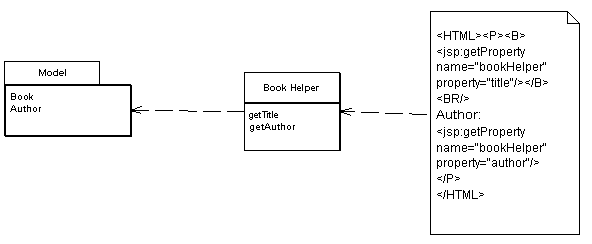 Model
Book
Author
Book Helper
getTitle
getAuthor
<HTML><P><B>
<jsp:getProperty
name="bookHelper"
property="title"/></B>
<BR/>
Author:
<jsp:getProperty
name="bookHelper"
property="author"/>
</P>
</HTML>